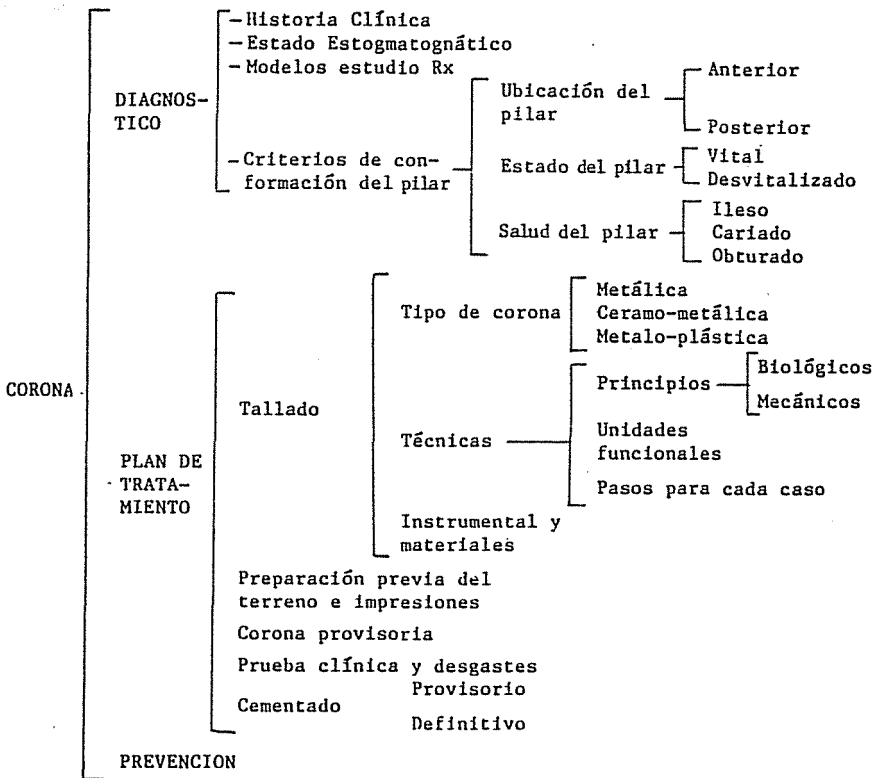 - Historia Clínica
- Estado Estogmatognático
- Modelos estudio Rx
DIAGNOS-
TICO
- Criterios de con-
formación del pilar
Ubicación del
pilar
Anterior
Posterior
Estado del pilar
Vital
Desvitalizado
Salud del pilar
Ileso
Cariado
Obturado
CORONA
PLAN DE
TRATA-
MIENTO
Tallado
Tipo de corona
Metálica
Ceramo-metálica
Metalo-plástica
Técnicas
Principios
Biológicos
Mecánicos
Unidades
funcionales
Pasos para cada caso
Instrumental y
materiales
Preparación previa del
terreno e impresiones
Corona provisoria
Prueba clínica y desgastes
Cementado
Provisorio
Definitivo
PREVENCION